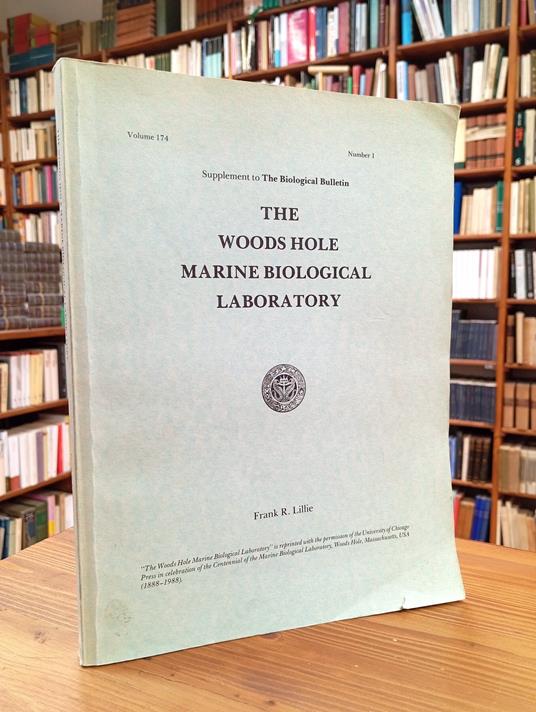 Volume 174
Number 1
Supplement to The Biological Bulletin
THE
WOODS HOLE
MARINE BIOLOGICAL
LABORATORY
Frank R. Lillie
"The Woods Hole Marine Biological Laboratory" is reprinted with the permission of the University of Chicago
Press in celebration of the Centennial of the Marine Biological Laboratory, Woods Hole, Massachusetts, USA
(1888–1988).